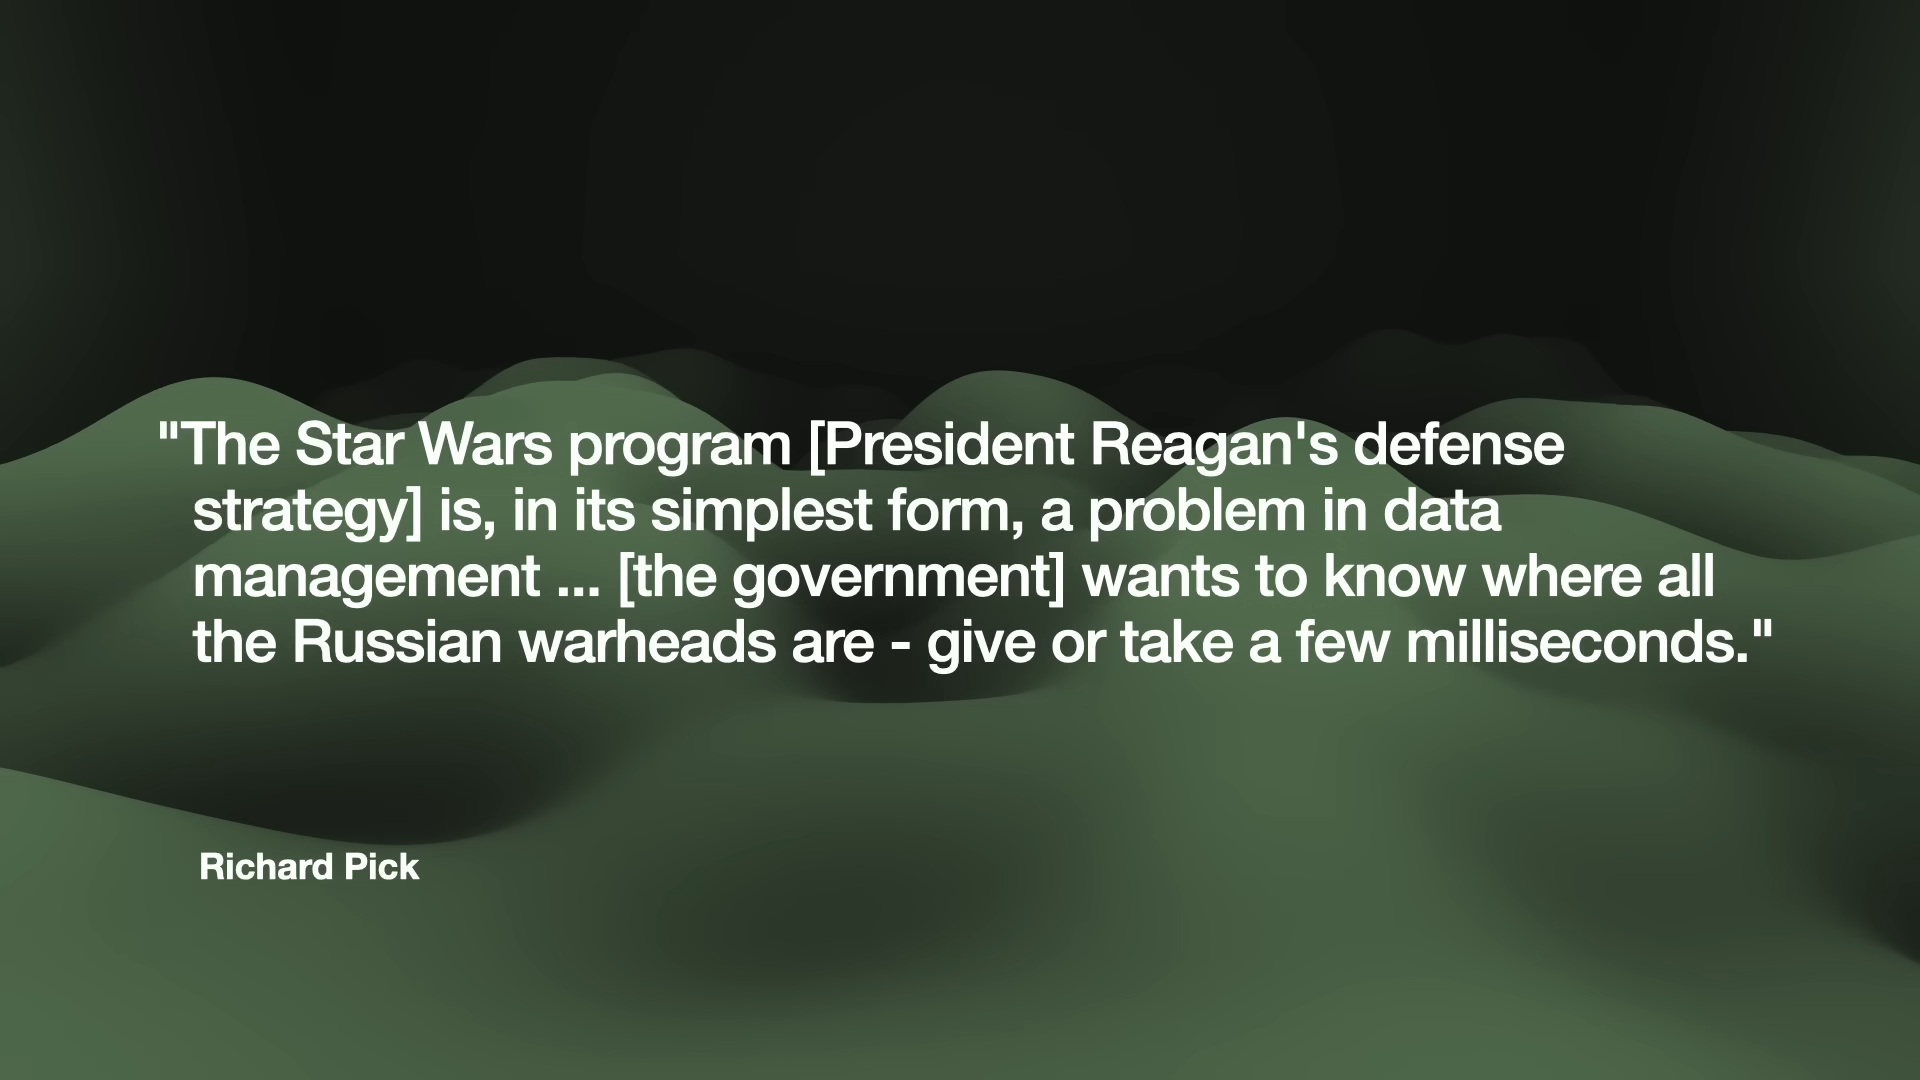 "The Star Wars program [President Reagan's defense
strategy] is, in its simplest form, a problem in data
management ... [the government] wants to know where all
the Russian warheads are - give or take a few milliseconds."
Richard Pick